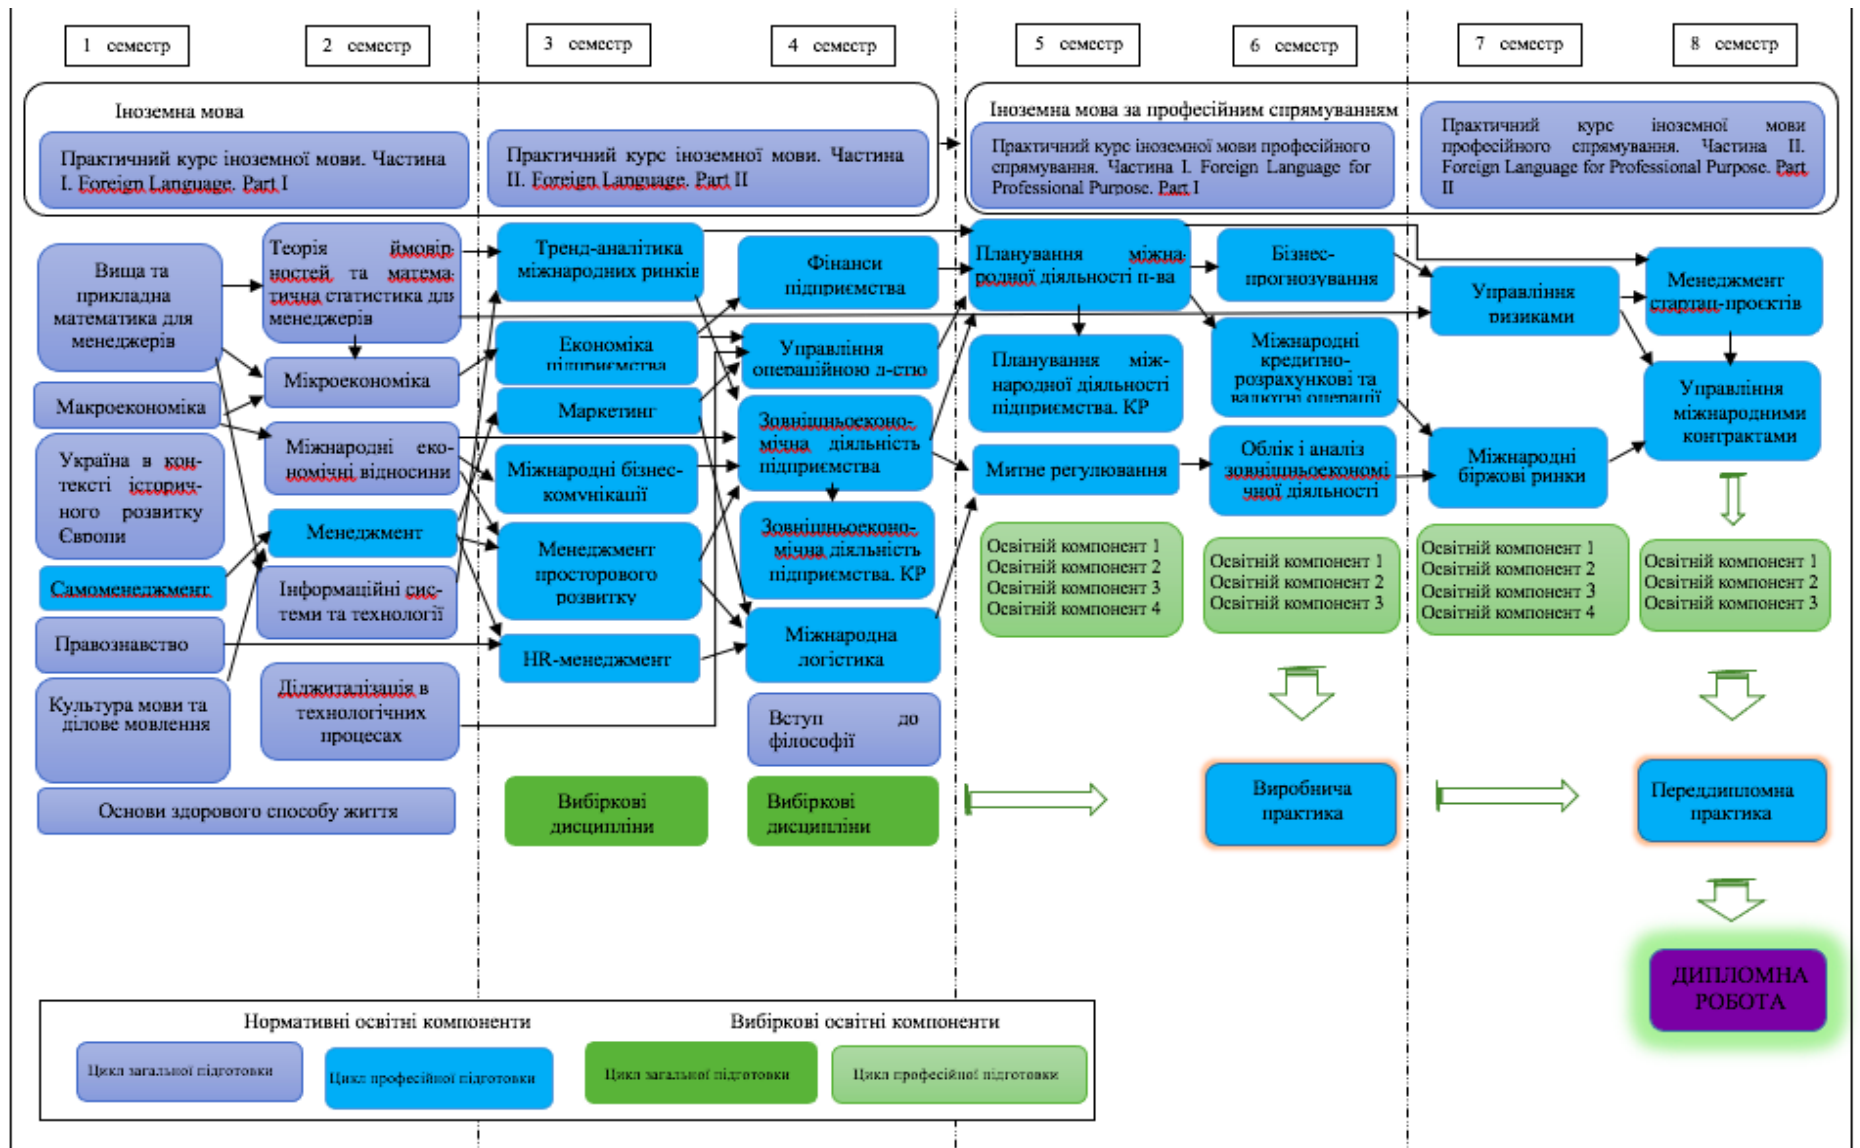 1 семестр
2 семестр
3 семестр
4 семестр
5 семестр
6 семестр
7 семестр
8 семестр
Іноземна мова
Практичний курс іноземної мови. Частина
І. Foreign Language. Part I
Практичний курс іноземної мови. Частина
ІІ. Foreign Language. Part II
Іноземна мова за професійним спрямуванням
Практичний курс іноземної мови професійного
спрямування. Частина І. Foreign Language for
Professional Purpose. Part I
Практичний курс іноземної мови
професійного спрямування. Частина ІІ.
Foreign Language for Professional Purpose. Part
II
Вища та
прикладна
математика для
менеджерів
Макроекономіка
Україна в кон-
тексті історич-
ного розвитку
Європи
Самоменеджмент
Правознавство
Культура мови та
ділове мовлення
Основи здорового способу життя
Теорія ймовір-
ностей та матема-
тична статистика для
менеджерів
Мікроекономіка
Міжнародні еко-
номічні відносини
Менеджмент
Інформаційні сис-
теми та технології
Діджиталізація в
технологічних
процесах
Тренд-аналітика
міжнародних ринків
Економіка
підприємства
Маркетинг
Міжнародні бізнес-
комунікації
Менеджмент
просторового
розвитку
HR-менеджмент
Вибіркові
дисципліни
Фінанси
підприємства
Управління
операційною д-стю
Зовнішньоеконо-
мічна діяльність
підприємства
Зовнішньоеконо-
мічна діяльність
підприємства. КР
Міжнародна
логістика
Вступ до
філософії
Вибіркові
дисципліни
Планування міжна-
родної діяльності п-ва
Планування між-
народної діяльності
підприємства. КР
Митне регулювання
Освітній компонент 1
Освітній компонент 2
Освітній компонент 3
Освітній компонент 4
Бізнес-
прогнозування
Міжнародні
кредитно-
розрахункові та
валютні операції
Облік і аналіз
зовнішньоекономі
чної діяльності
Освітній компонент 1
Освітній компонент 2
Освітній компонент 3
Виробнича
практика
Управління
ризиками
Міжнародні
біржові ринки
Освітній компонент 1
Освітній компонент 2
Освітній компонент 3
Освітній компонент 4
Менеджмент
стартап-проєктів
Управління
міжнародними
контрактами
Освітній компонент 1
Освітній компонент 2
Освітній компонент 3
Переддипломна
практика
ДИПЛОМНА
РОБОТА
Нормативні освітні компоненти
Вибіркові освітні компоненти
Цикл загальної підготовки
Цикл професійної підготовки
Цикл загальної підготовки
Цикл професійної підготовки